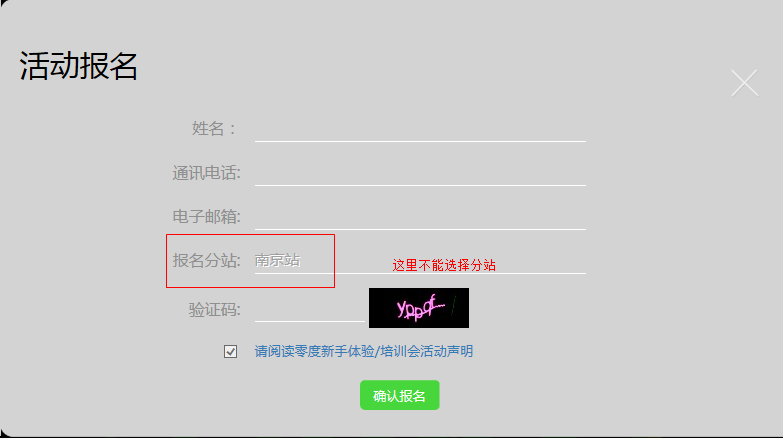 活动报名
姓名：
通讯电话:
电子邮箱:
报名分站: 南京站 这里不能选择分站
验证码: yppqf
请阅读零度新手体验/培训会活动声明
确认报名